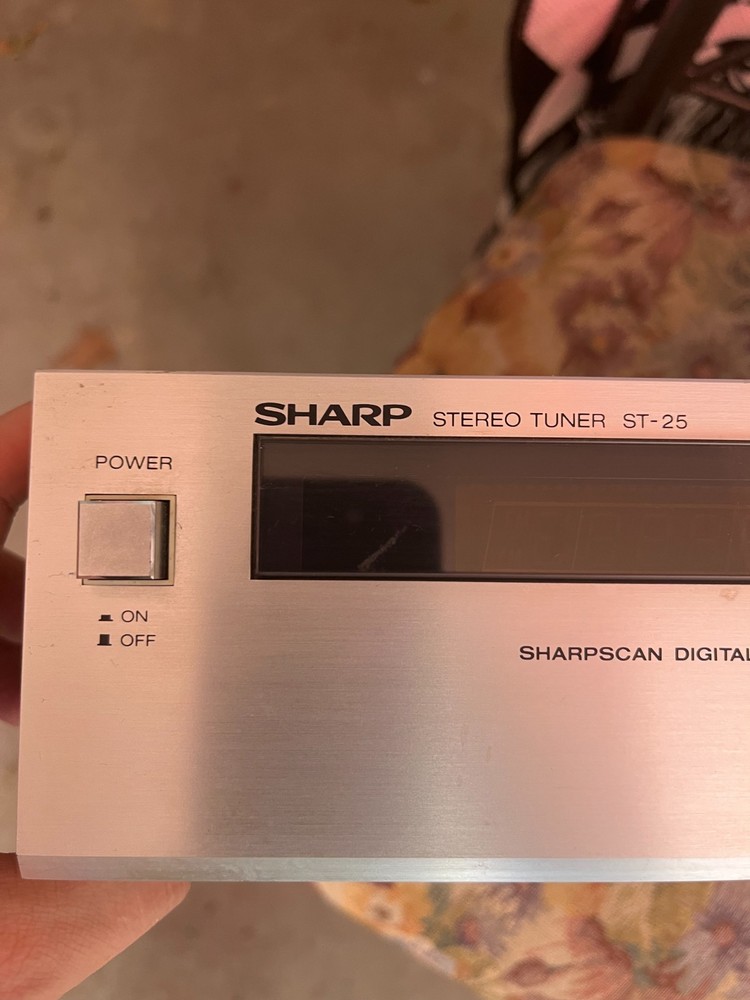 SHARP STEREO TUNER ST-25
POWER
ON
OFF
SHARPSCAN DIGITAL